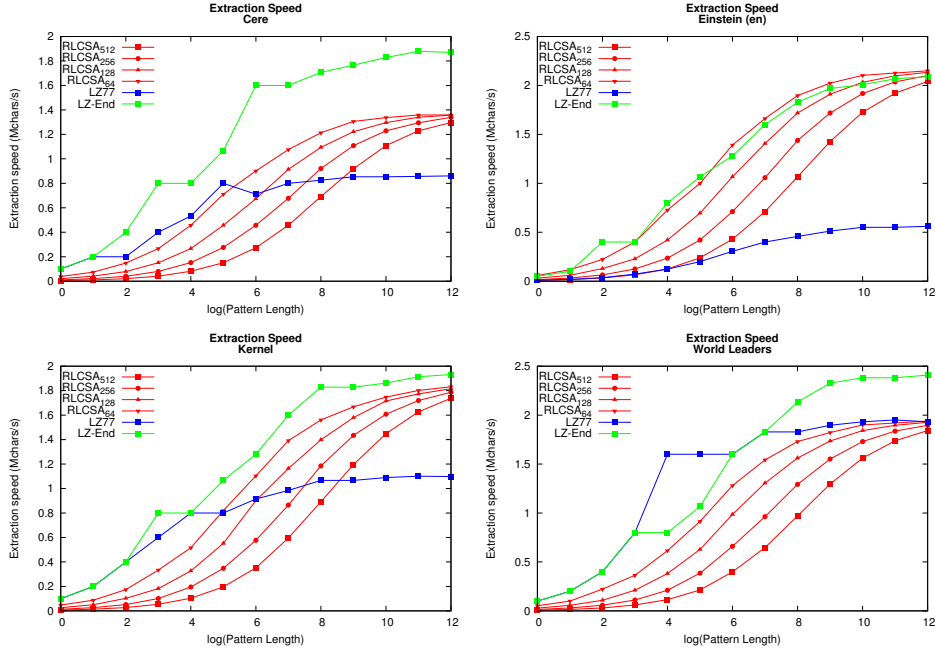 Extraction Speed
Cere
Extraction speed (Mchars/s)
2
1.8
1.6
1.4
1.2
1
0.8
0.6
0.4
0.2
0
RLCSA512
RLCSA256
RLCSA128
RLCSA64
LZ77
LZ-End
0 2 4 6 8 10 12
log(Pattern Length)
Extraction Speed
Einstein (en)
Extraction speed (Mchars/s)
2.5
2
1.5
1
0.5
0
RLCSA512
RLCSA256
RLCSA128
RLCSA64
LZ77
LZ-End
0 2 4 6 8 10 12
log(Pattern Length)
Extraction Speed
Kernel
Extraction speed (Mchars/s)
2
1.8
1.6
1.4
1.2
1
0.8
0.6
0.4
0.2
0
RLCSA512
RLCSA256
RLCSA128
RLCSA64
LZ77
LZ-End
0 2 4 6 8 10 12
log(Pattern Length)
Extraction Speed
World Leaders
Extraction speed (Mchars/s)
2.5
2
1.5
1
0.5
0
RLCSA512
RLCSA256
RLCSA128
RLCSA64
LZ77
LZ-End
0 2 4 6 8 10 12
log(Pattern Length)